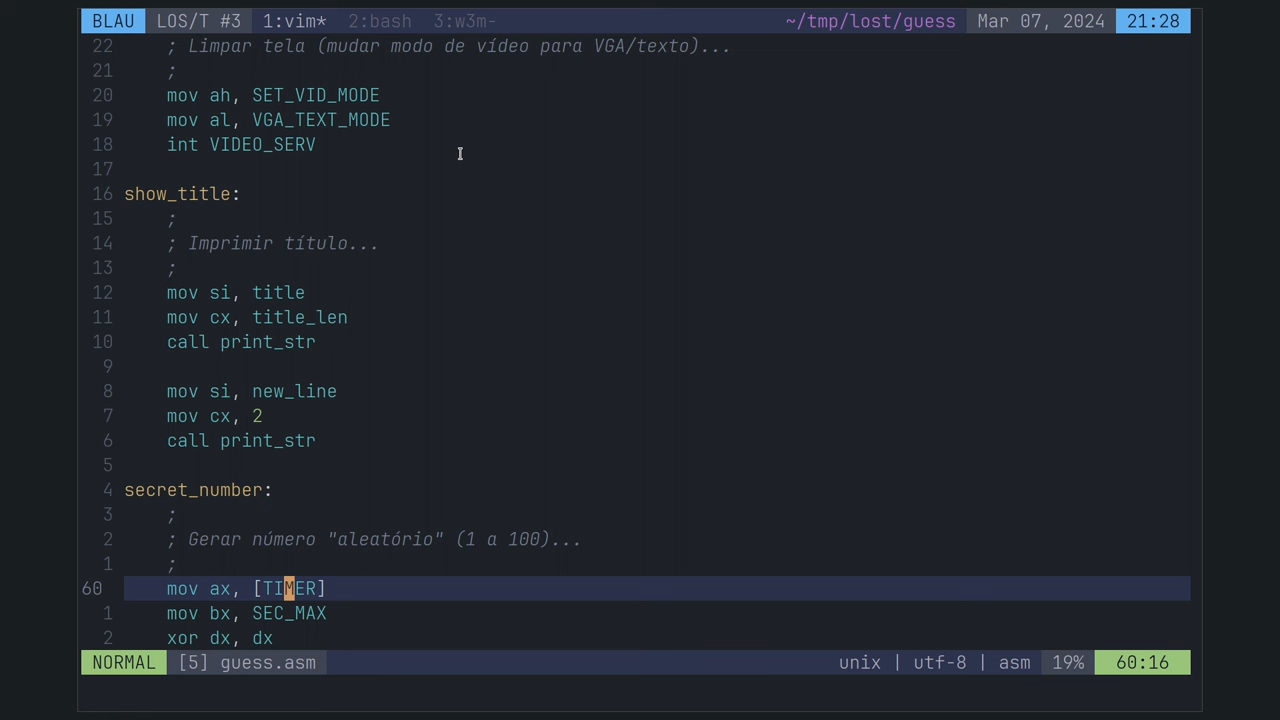 BLAU LOS/T #3 1:vim* 2:bash 3:w3m- ~/tmp/lost/guess Mar 07, 2024 21:28
22 ; Limpar tela (mudar modo de vídeo para VGA/texto)...
21 ;
20 mov ah, SET_VID_MODE
19 mov al, VGA_TEXT_MODE
18 int VIDEO_SERV
17
16 show_title:
15 ;
14 ; Imprimir título...
13 ;
12 mov si, title
11 mov cx, title_len
10 call print_str
9
8 mov si, new_line
7 mov cx, 2
6 call print_str
5
4 secret_number:
3 ;
2 ; Gerar número "aleatório" (1 a 100)...
1 ;
60 mov ax, [TIMER]
1 mov bx, SEC_MAX
2 xor dx, dx
NORMAL [5] guess.asm unix | utf-8 | asm 19% 60:16